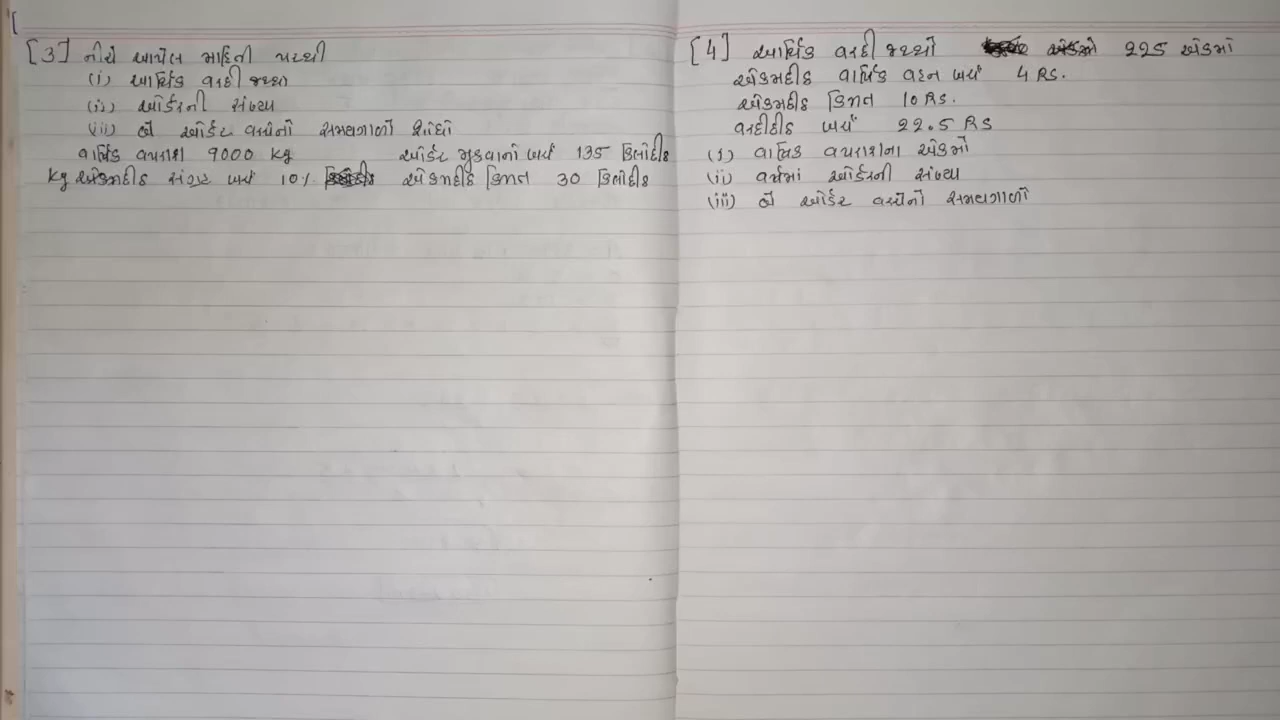 [3] નીચે આપેલ માહિતી પરથી
(i) આર્થિક વરદી જથ્થો
(ii) ઓર્ડરની સંખ્યા
(iii) બે ઓર્ડર વચ્ચેનો સમયગાળો શોધો
વાર્ષિક વપરાશ 9000 kg ઓર્ડર મુકવાનો ખર્ચ 135 કિલોદીઠ
kg એકમદીઠ સંગ્રહ ખર્ચ 10% એકમદીઠ કિંમત 30 કિલોદીઠ
[4] આર્થિક વરદી જથ્થો 225 એકમો
એકમદીઠ વાર્ષિક વહન ખર્ચ 4 RS.
એકમદીઠ કિંમત 10 RS.
વરદીદીઠ ખર્ચ 22.5 RS
(i) વાર્ષિક વપરાશના એકમો
(ii) વર્ષમાં ઓર્ડરની સંખ્યા
(iii) બે ઓર્ડર વચ્ચેનો સમયગાળો